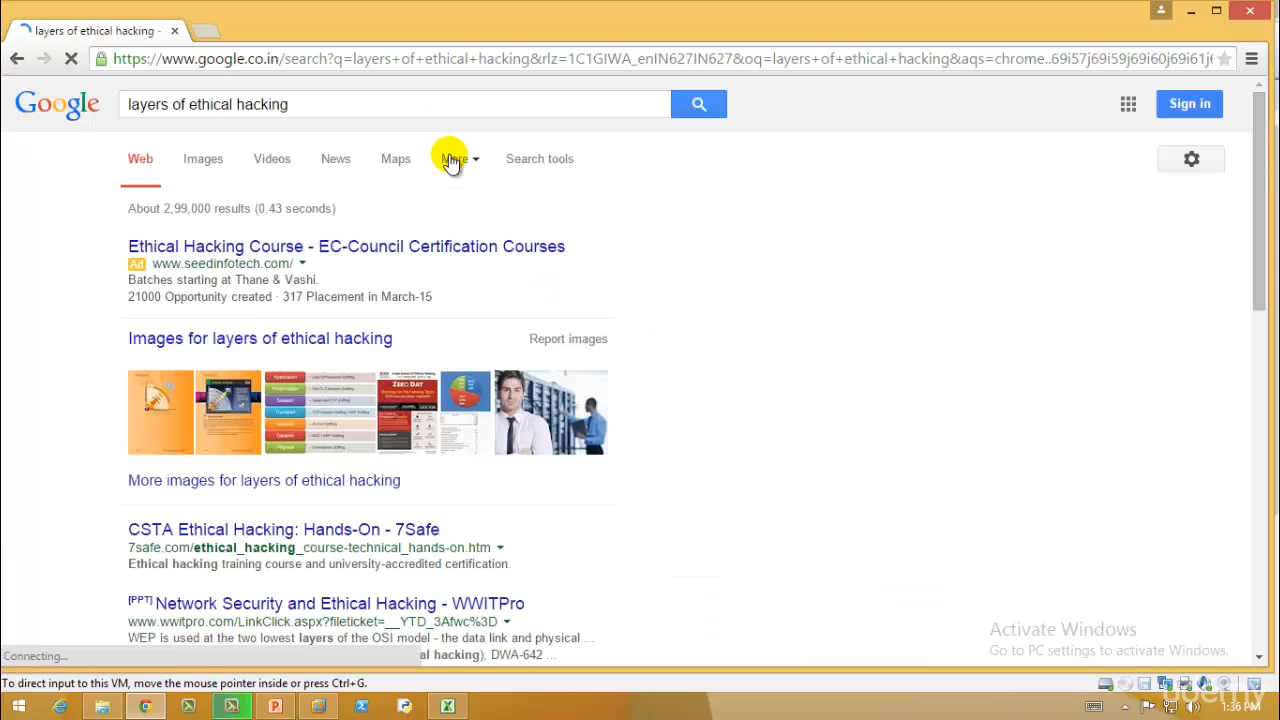 layers of ethical hacking -
https://www.google.co.in/search?q=layers+of+ethical+hacking&rlz=1C1GIWA_enIN627IN627&oq=layers+of+ethical+hacking&aqs=chrome..69i57j69i59j69i60j69i61j6
Google
layers of ethical hacking
Sign in
Web Images Videos News Maps More Search tools
About 2,99,000 results (0.43 seconds)
Ethical Hacking Course - EC-Council Certification Courses
Ad www.seedinfotech.com/
Batches starting at Thane & Vashi.
21000 Opportunity created · 317 Placement in March-15
Images for layers of ethical hacking Report images
ZERO DAY
More images for layers of ethical hacking
CSTA Ethical Hacking: Hands-On - 7Safe
7safe.com/ethical_hacking_course-technical_hands-on.htm
Ethical hacking training course and university-accredited certification.
[PPT] Network Security and Ethical Hacking - WWITPro
www.wwitpro.com/LinkClick.aspx?fileticket=__YTD_3Afwc%3D
WEP is used at the two lowest layers of the OSI model - the data link and physical ...
al hacking); DWA-642 ...
Connecting...
Activate Windows
Go to PC settings to activate Windows.
To direct input to this VM, move the mouse pointer inside or press Ctrl+G.
udemy
1:36 PM